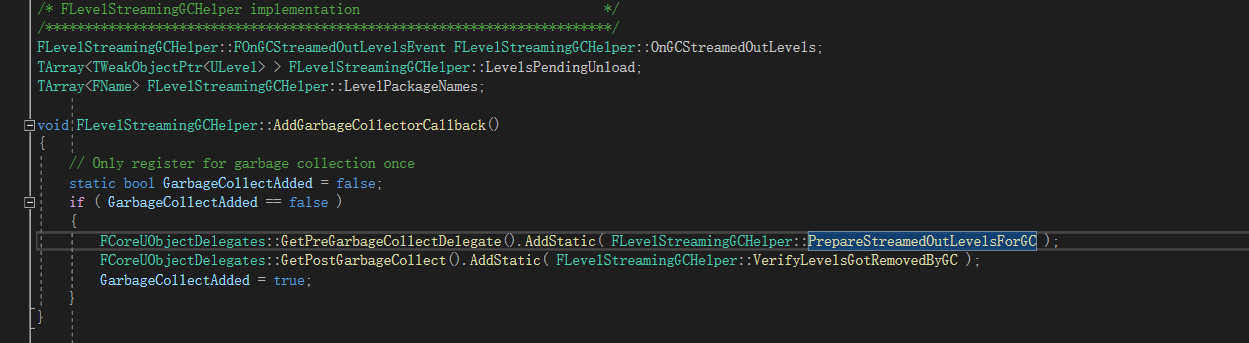 /* FLevelStreamingGCHelper implementation */
/***********************************************************************/
FLevelStreamingGCHelper::FOnGCStreamedOutLevelsEvent FLevelStreamingGCHelper::OnGCStreamedOutLevels;
TArray<TWeakObjectPtr<ULevel> > FLevelStreamingGCHelper::LevelsPendingUnload;
TArray<FName> FLevelStreamingGCHelper::LevelPackageNames;
void FLevelStreamingGCHelper::AddGarbageCollectorCallback()
{
// Only register for garbage collection once
static bool GarbageCollectAdded = false;
if ( GarbageCollectAdded == false )
{
FCoreUObjectDelegates::GetPreGarbageCollectDelegate().AddStatic( FLevelStreamingGCHelper::PrepareStreamedOutLevelsForGC );
FCoreUObjectDelegates::GetPostGarbageCollect().AddStatic( FLevelStreamingGCHelper::VerifyLevelsGotRemovedByGC );
GarbageCollectAdded = true;
}
}